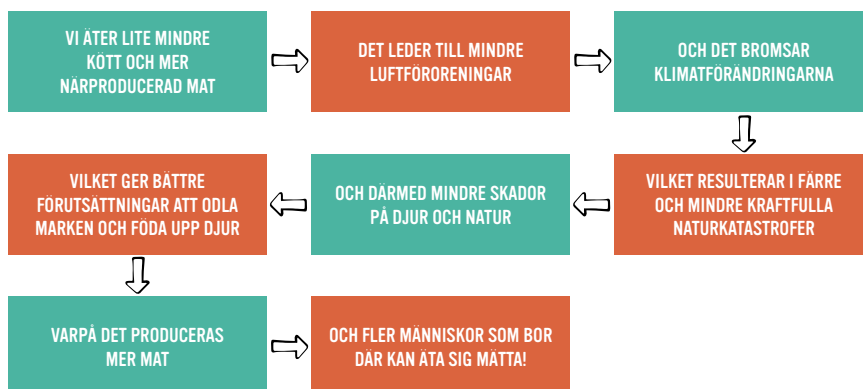 VI ÄTER LITE MINDRE
KÖTT OCH MER
NÄRPRODUCERAD MAT
DET LEDER TILL MINDRE
LUFTFÖRORENINGAR
OCH DET BROMSAR
KLIMATFÖRÄNDRINGARNA
VILKET RESULTERAR I FÄRRE
OCH MINDRE KRAFTFULLA
NATURKATASTROFER
OCH DÄRMED MINDRE SKADOR
PÅ DJUR OCH NATUR
VILKET GER BÄTTRE
FÖRUTSÄTTNINGAR ATT ODLA
MARKEN OCH FÖDA UPP DJUR
VARPÅ DET PRODUCERAS
MER MAT
OCH FLER MÄNNISKOR SOM BOR
DÄR KAN ÄTA SIG MÄTTA!